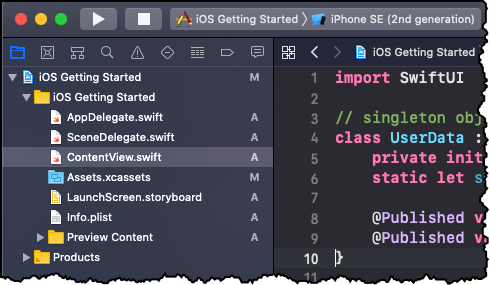 iOS Getting Started
iPhone SE (2nd generation)
iOS Getting Started M
iOS Getting Started
AppDelegate.swift A
SceneDelegate.swift A
ContentView.swift A
Assets.xcassets M
LaunchScreen.storyboard A
Info.plist A
Preview Content A
Products
iOS Getting Started
1 import SwiftUI
2
3 // singleton obj
4 class UserData :
5 private init
6 static let s
7
8 @Published v
9 @Published v
10 }
11